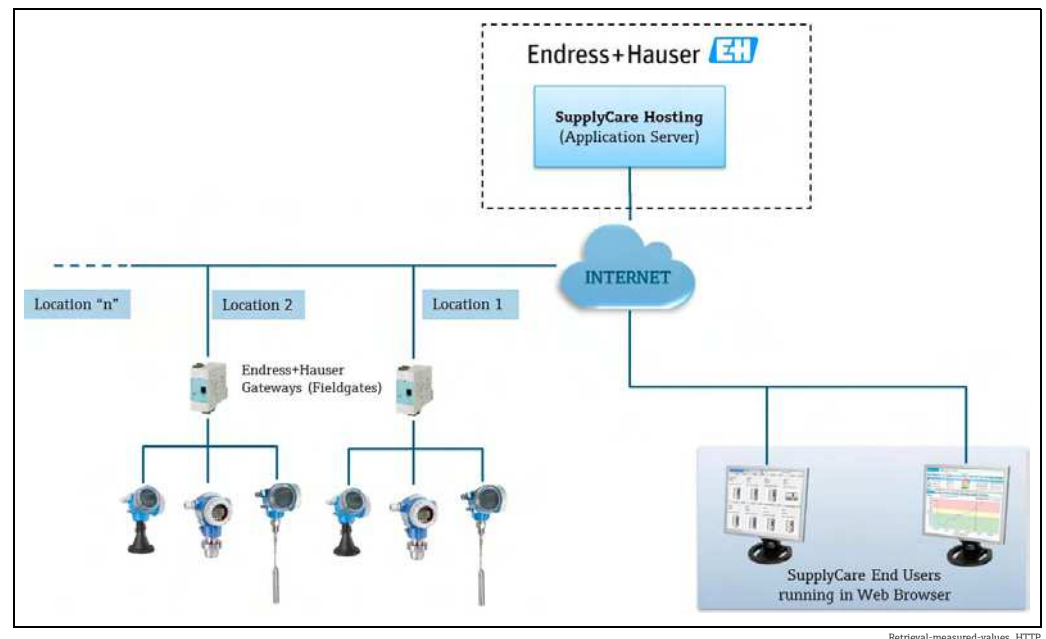 Endress+Hauser EH
SupplyCare Hosting
(Application Server)
INTERNET
Location "n"
Location 2
Location 1
Endress+Hauser
Gateways (Fieldgates)
SupplyCare End Users
running in Web Browser
Retrieval-measured-values_HTTP